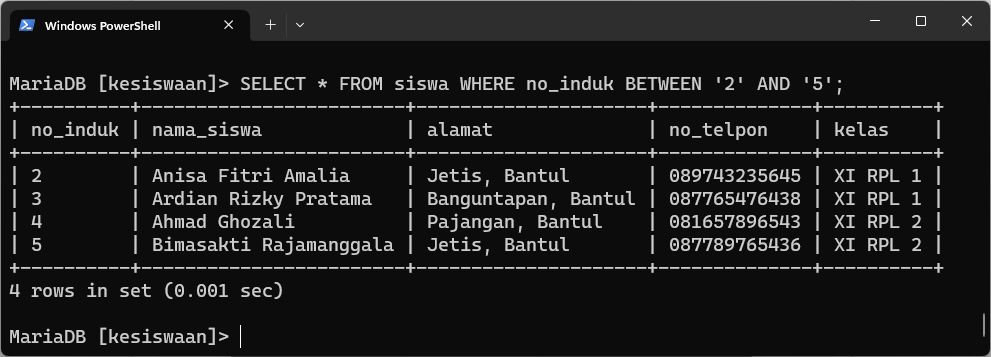 Windows PowerShell
MariaDB [kesiswaan]> SELECT * FROM siswa WHERE no_induk BETWEEN '2' AND '5';
+----------+------------------------+---------------------+--------------+----------+
| no_induk | nama_siswa             | alamat              | no_telpon    | kelas    |
+----------+------------------------+---------------------+--------------+----------+
| 2        | Anisa Fitri Amalia     | Jetis, Bantul       | 089743235645 | XI RPL 1 |
| 3        | Ardian Rizky Pratama   | Banguntapan, Bantul | 087765476438 | XI RPL 1 |
| 4        | Ahmad Ghozali          | Pajangan, Bantul    | 081657896543 | XI RPL 2 |
| 5        | Bimasakti Rajamanggala | Jetis, Bantul       | 087789765436 | XI RPL 2 |
+----------+------------------------+---------------------+--------------+----------+
4 rows in set (0.001 sec)
MariaDB [kesiswaan]>